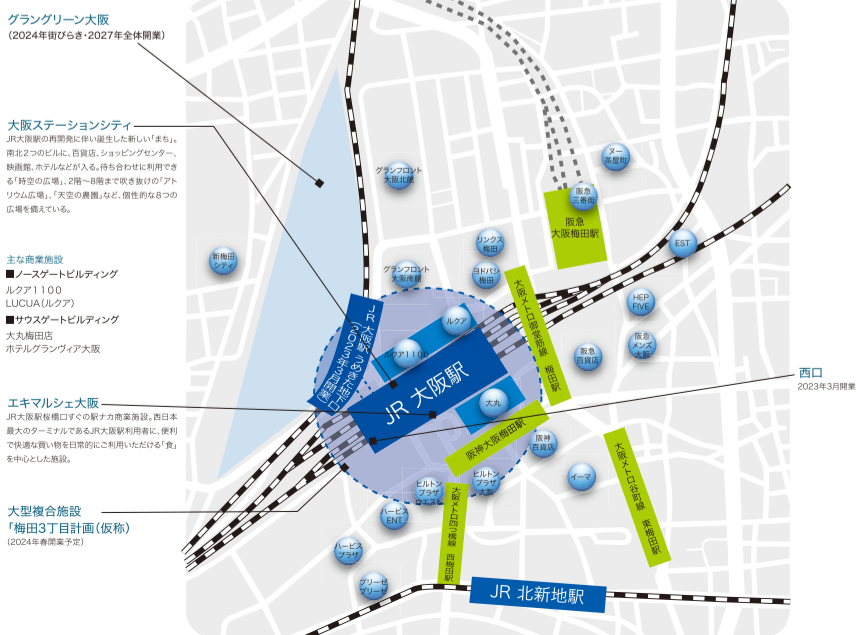 グラングリーン大阪
（2024年街びらき・2027年全体開業）
大阪ステーションシティ
JR大阪駅の再開発に伴い誕生した新しい「まち」。
南北2つのビルに、百貨店、ショッピングセンター、
映画館、ホテルなどが入る。待ち合わせに利用でき
る「時空の広場」、2階〜8階まで吹き抜けの「アト
リウム広場」、「天空の農園」など、個性的な8つの
広場を備えている。
主な商業施設
■ノースゲートビルディング
ルクア1100
LUCUA（ルクア）
■サウスゲートビルディング
大丸梅田店
ホテルグランヴィア大阪
エキマルシェ大阪
JR大阪駅桜橋口すぐの駅ナカ商業施設。西日本
最大のターミナルであるJR大阪駅利用者に、便利
で快適な買い物を日常的にご利用いただける「食」
を中心とした施設。
大型複合施設
「梅田3丁目計画（仮称）
（2024年春開業予定）
西口
2023年3月開業
グランフロント
大阪北館
ヌー
茶屋町
阪急
三番街
阪急
大阪梅田駅
新梅田
シティ
リンクス
梅田
EST
グランフロント
大阪南館
ヨドバシ
梅田
大阪メトロ御堂筋線 梅田駅
HEP
FIVE
JR 大阪駅 うめきた地下口
（2023年3月開業）
ルクア
ルクア1100
阪急
メンズ
大阪
阪急
百貨店
JR 大阪駅
大丸
阪神大阪梅田駅
阪神
百貨店
イーマ
大阪メトロ谷町線 東梅田駅
ヒルトン
プラザ
ウエスト
ヒルトン
プラザ
大阪
大阪メトロ四つ橋線 西梅田駅
ハービス
ENT
ハービス
プラザ
ブリーゼ
ブリーゼ
JR 北新地駅